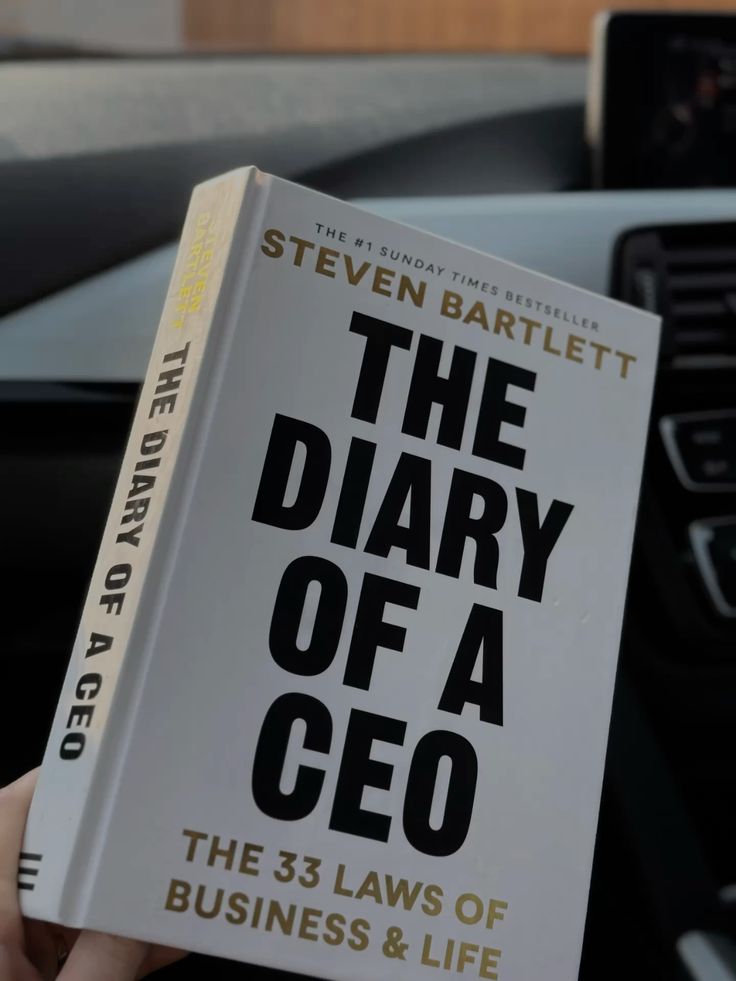 THE #1 SUNDAY TIMES BESTSELLER
STEVEN BARTLETT
THE
DIARY
OF A
CEO
THE 33 LAWS OF
BUSINESS & LIFE
STEVEN
BARTLETT
THE DIARY OF A CEO